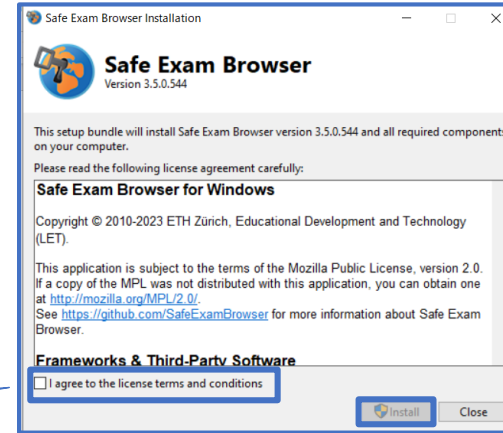 Safe Exam Browser Installation
Safe Exam Browser
Version 3.5.0.544
This setup bundle will install Safe Exam Browser version 3.5.0.544 and all required components
on your computer.
Please read the following license agreement carefully:
Safe Exam Browser for Windows
Copyright © 2010-2023 ETH Zürich, Educational Development and Technology
(LET).
This application is subject to the terms of the Mozilla Public License, version 2.0.
If a copy of the MPL was not distributed with this application, you can obtain one
at http://mozilla.org/MPL/2.0/.
See https://github.com/SafeExamBrowser for more information about Safe Exam
Browser.
Frameworks & Third-Party Software
I agree to the license terms and conditions
Install
Close